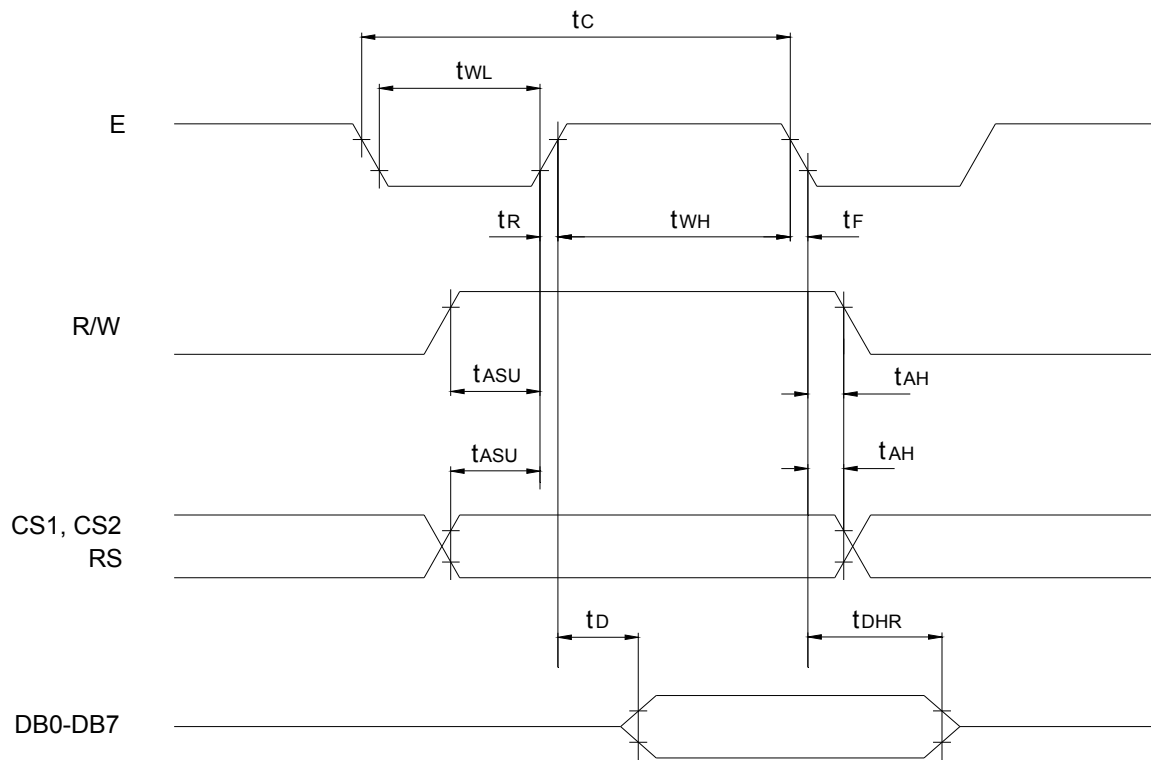 tC
tWL
E
tR
tWH
tF
R/W
tASU
tAH
tASU
tAH
CS1, CS2
RS
tD
tDHR
DB0-DB7